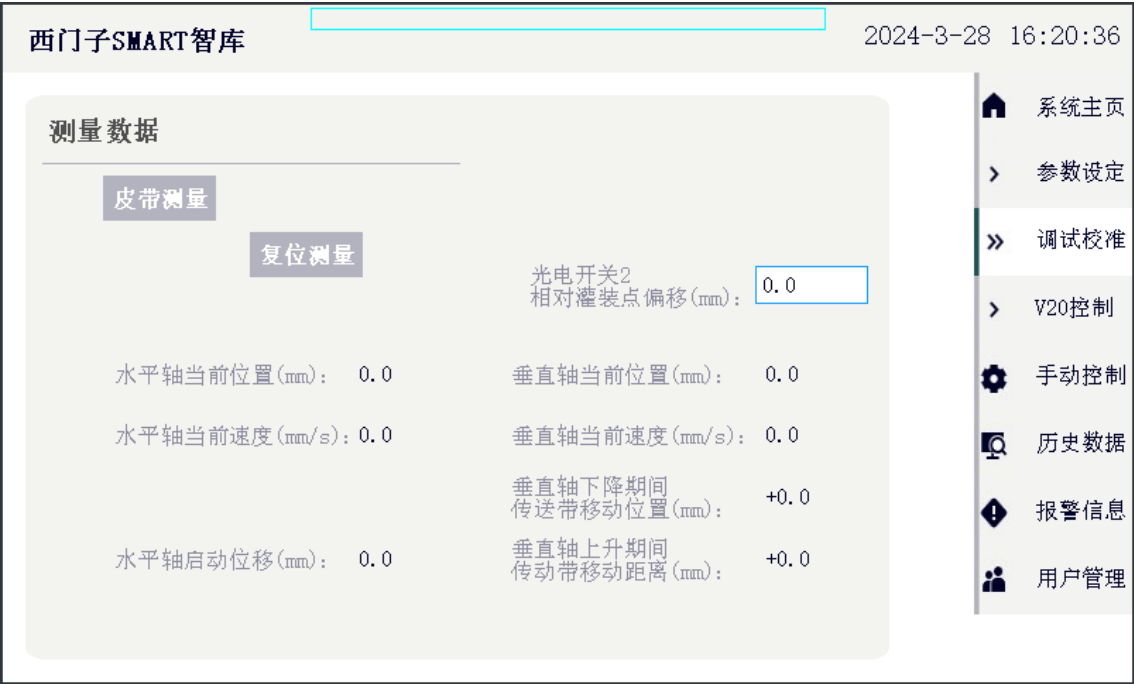 西门子SMART智库
2024-3-28 16:20:36
测量数据
皮带测量
复位测量
光电开关2
相对灌装点偏移(mm): 0.0
水平轴当前位置(mm): 0.0
垂直轴当前位置(mm): 0.0
水平轴当前速度(mm/s): 0.0
垂直轴当前速度(mm/s): 0.0
垂直轴下降期间
传送带移动位置(mm): +0.0
水平轴启动位移(mm): 0.0
垂直轴上升期间
传动带移动距离(mm): +0.0
系统主页
参数设定
调试校准
V20控制
手动控制
历史数据
报警信息
用户管理